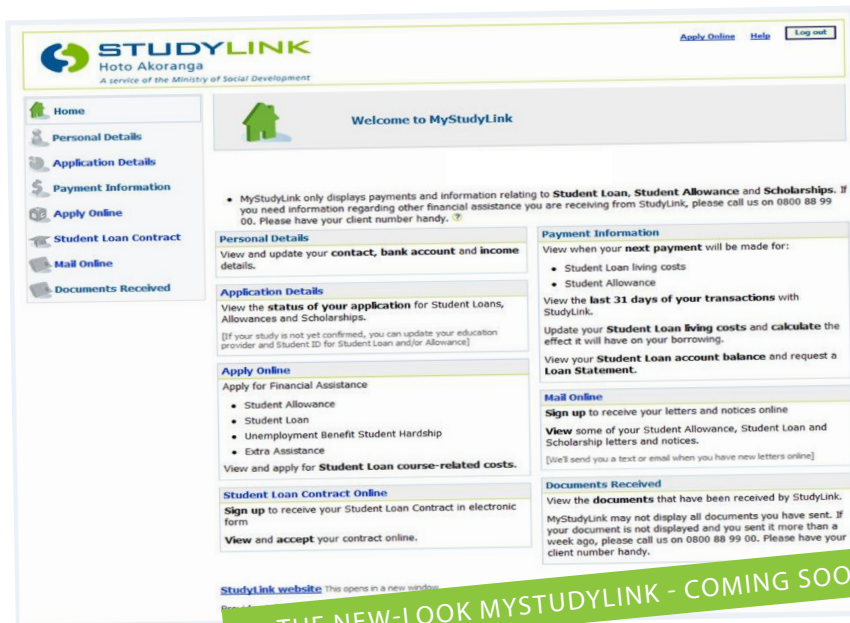 STUDYLINK
Hoto Akoranga
A service of the Ministry of Social Development
Apply Online Help Log out
Home
Personal Details
Application Details
Payment Information
Apply Online
Student Loan Contract
Mail Online
Documents Received
Welcome to MyStudyLink
• MyStudyLink only displays payments and information relating to Student Loan, Student Allowance and Scholarships. If
you need information regarding other financial assistance you are receiving from StudyLink, please call us on 0800 88 99
00. Please have your client number handy. ?
Personal Details
View and update your contact, bank account and income
details.
Application Details
View the status of your application for Student Loans,
Allowances and Scholarships.
[If your study is not yet confirmed, you can update your education
provider and Student ID for Student Loan and/or Allowance]
Apply Online
Apply for Financial Assistance
• Student Allowance
• Student Loan
• Unemployment Benefit Student Hardship
• Extra Assistance
View and apply for Student Loan course-related costs.
Student Loan Contract Online
Sign up to receive your Student Loan Contract in electronic
form
View and accept your contract online.
Payment Information
View when your next payment will be made for:
• Student Loan living costs
• Student Allowance
View the last 31 days of your transactions with
StudyLink.
Update your Student Loan living costs and calculate the
effect it will have on your borrowing.
View your Student Loan account balance and request a
Loan Statement.
Mail Online
Sign up to receive your letters and notices online
View some of your Student Allowance, Student Loan and
Scholarship letters and notices.
[We'll send you a text or email when you have new letters online]
Documents Received
View the documents that have been received by StudyLink.
MyStudyLink may not display all documents you have sent. If
your document is not displayed and you sent it more than a
week ago, please call us on 0800 88 99 00. Please have your
client number handy.
StudyLink website This opens in a new window
THE NEW-LOOK MYSTUDYLINK - COMING SOO